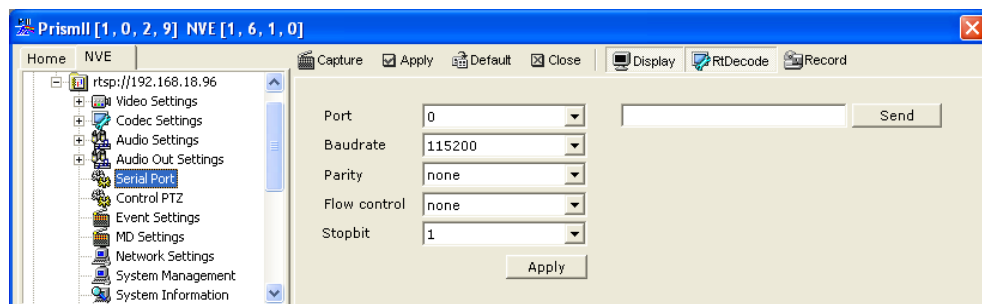 PrismII [1, 0, 2, 9] NVE [1, 6, 1, 0]
Home NVE
Capture Apply Default Close Display RtDecode Record
rtsp://192.168.18.96
Video Settings
Codec Settings
Audio Settings
Audio Out Settings
Serial Port
Control PTZ
Event Settings
MD Settings
Network Settings
System Management
System Information
Port 0 Send
Baudrate 115200
Parity none
Flow control none
Stopbit 1
Apply